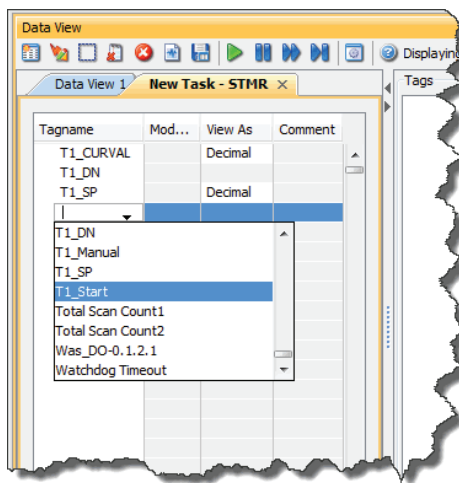 Data View
Displaying
Data View 1
New Task - STMR
Tags
Tagname Mod... View As Comment
T1_CURVAL Decimal
T1_DN
T1_SP Decimal
T1_DN
T1_Manual
T1_SP
T1_Start
Total Scan Count1
Total Scan Count2
Was_DO-0.1.2.1
Watchdog Timeout